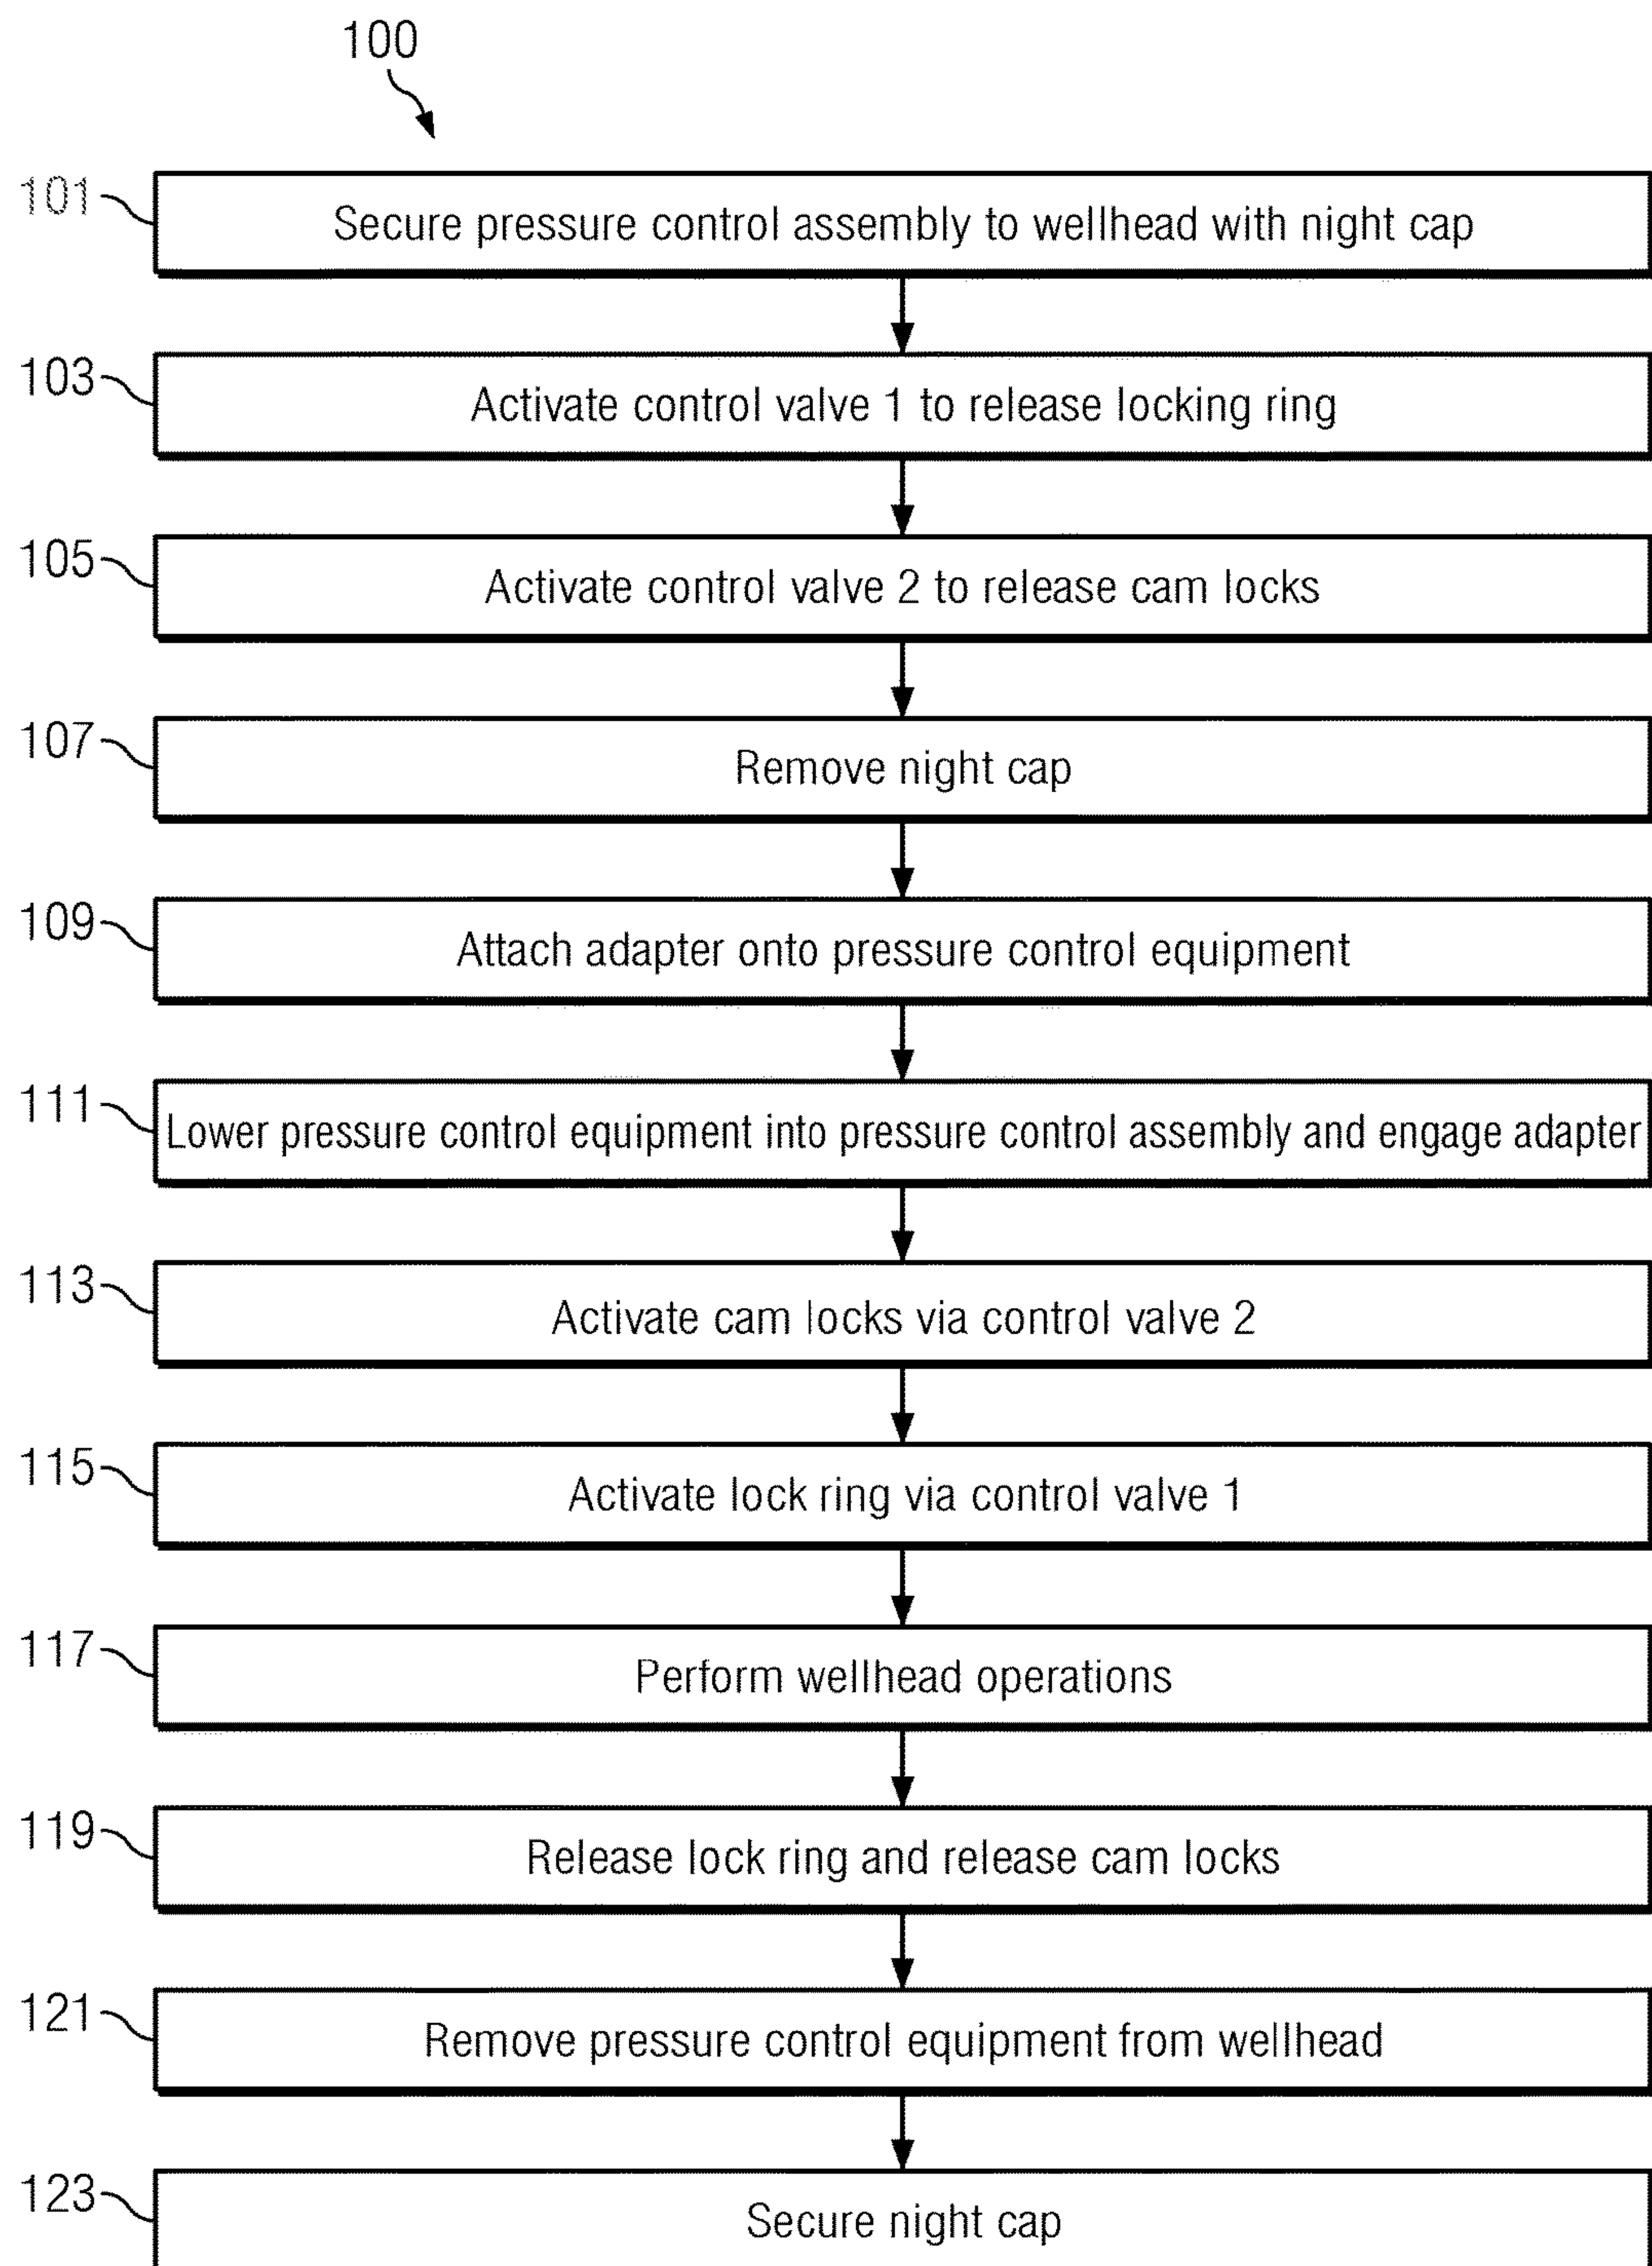 100
101 Secure pressure control assembly to wellhead with night cap
103 Activate control valve 1 to release locking ring
105 Activate control valve 2 to release cam locks
107 Remove night cap
109 Attach adapter onto pressure control equipment
111 Lower pressure control equipment into pressure control assembly and engage adapter
113 Activate cam locks via control valve 2
115 Activate lock ring via control valve 1
117 Perform wellhead operations
119 Release lock ring and release cam locks
121 Remove pressure control equipment from wellhead
123 Secure night cap